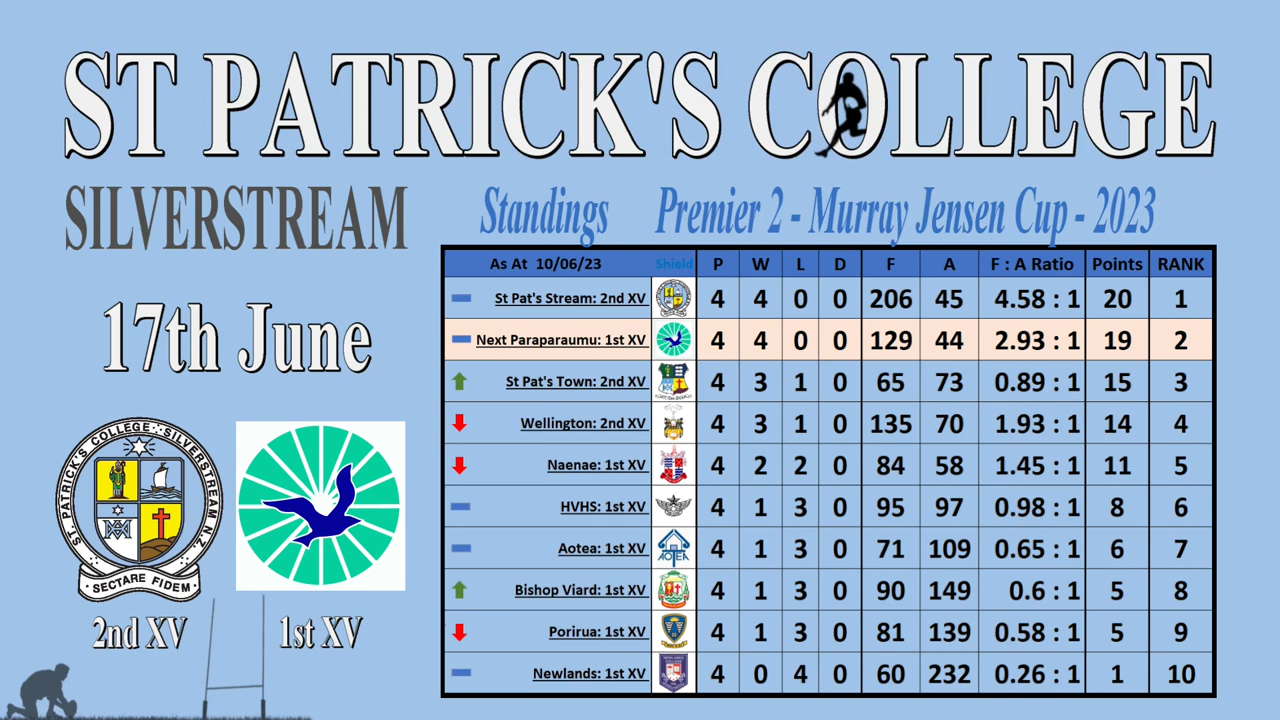 ST PATRICK'S COLLEGE
SILVERSTREAM
Standings Premier 2 - Murray Jensen Cup - 2023
17th June
ST. PATRICK'S COLLEGE SILVERSTREAM N.Z.
SECTARE FIDEM
2nd XV 1st XV
As At 10/06/23 Shield P W L D F A F : A Ratio Points RANK
St Pat's Stream: 2nd XV 4 4 0 0 206 45 4.58 : 1 20 1
Next Paraparaumu: 1st XV 4 4 0 0 129 44 2.93 : 1 19 2
St Pat's Town: 2nd XV 4 3 1 0 65 73 0.89 : 1 15 3
Wellington: 2nd XV 4 3 1 0 135 70 1.93 : 1 14 4
Naenae: 1st XV 4 2 2 0 84 58 1.45 : 1 11 5
HVHS: 1st XV 4 1 3 0 95 97 0.98 : 1 8 6
Aotea: 1st XV AOTEA 4 1 3 0 71 109 0.65 : 1 6 7
Bishop Viard: 1st XV 4 1 3 0 90 149 0.6 : 1 5 8
Porirua: 1st XV 4 1 3 0 81 139 0.58 : 1 5 9
Newlands: 1st XV 4 0 4 0 60 232 0.26 : 1 1 10